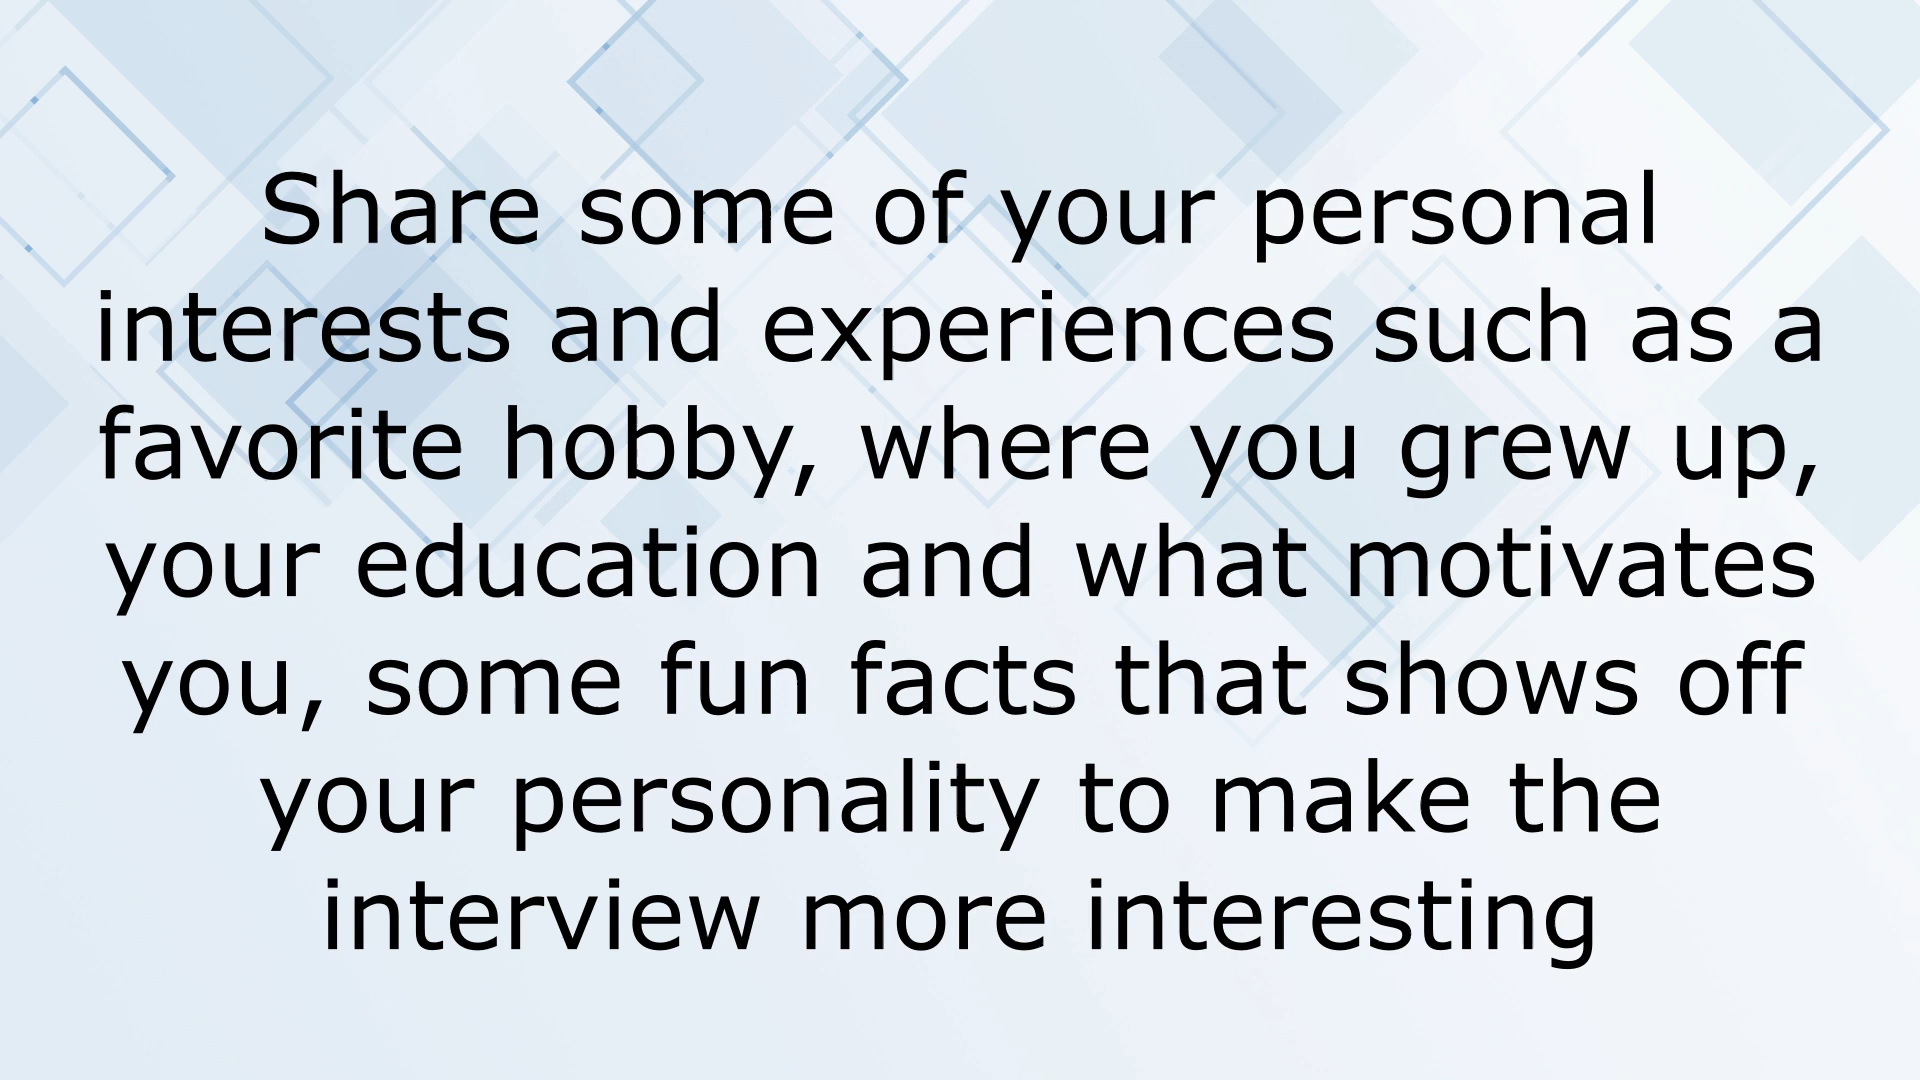 Share some of your personal
interests and experiences such as a
favorite hobby, where you grew up,
your education and what motivates
you, some fun facts that shows off
your personality to make the
interview more interesting